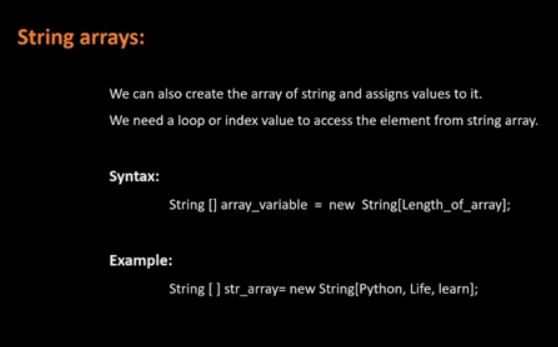 String arrays:
We can also create the array of string and assigns values to it.
We need a loop or index value to access the element from string array.
Syntax:
String [] array_variable = new String[Length_of_array];
Example:
String [ ] str_array= new String[Python, Life, learn];